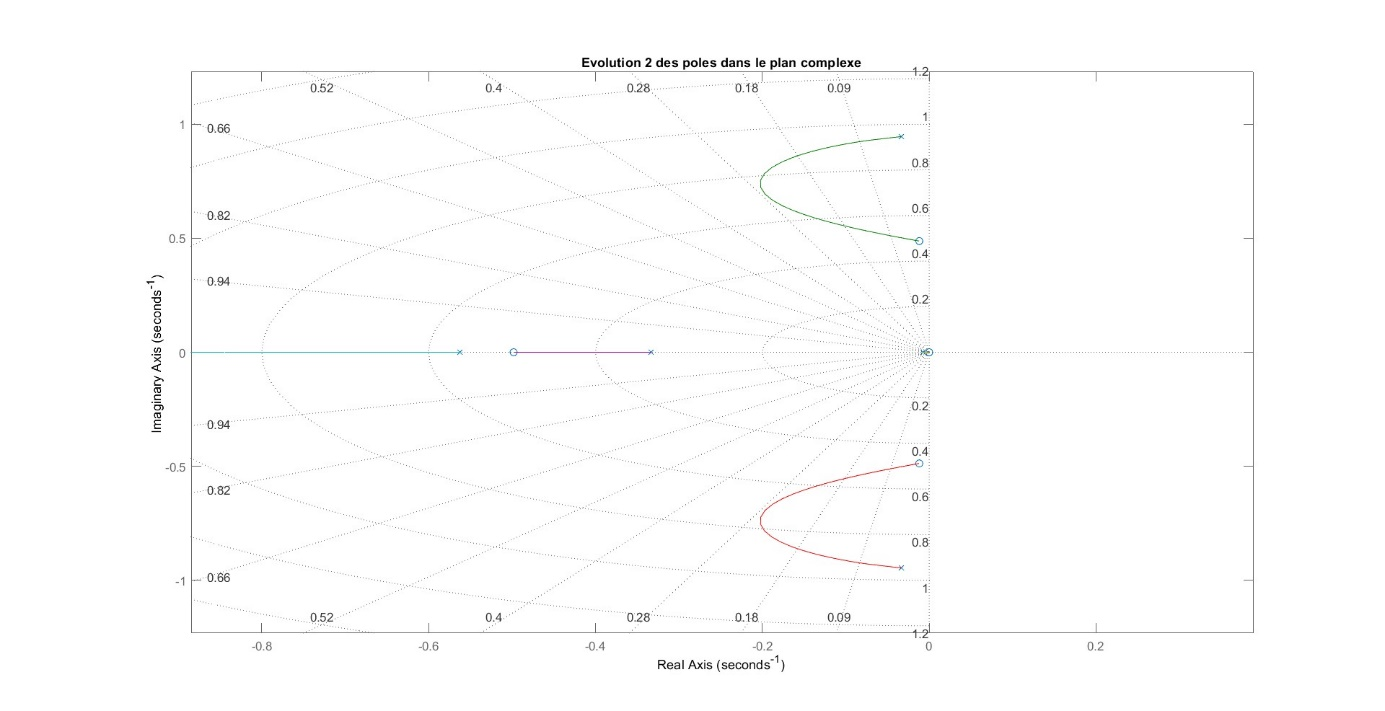 Evolution 2 des poles dans le plan complexe
1.2
0.52 0.4 0.28 0.18 0.09
1 0.66 1
0.8
0.82 0.6
0.5
0.4
0.94
0.2
0
0.2
0.94
0.4
-0.5
0.82 0.6
0.8
-1 0.66 1
0.52 0.4 0.28 0.18 0.09
1.2
-0.8 -0.6 -0.4 -0.2 0 0.2
Real Axis (seconds-1)
Imaginary Axis (seconds-1)